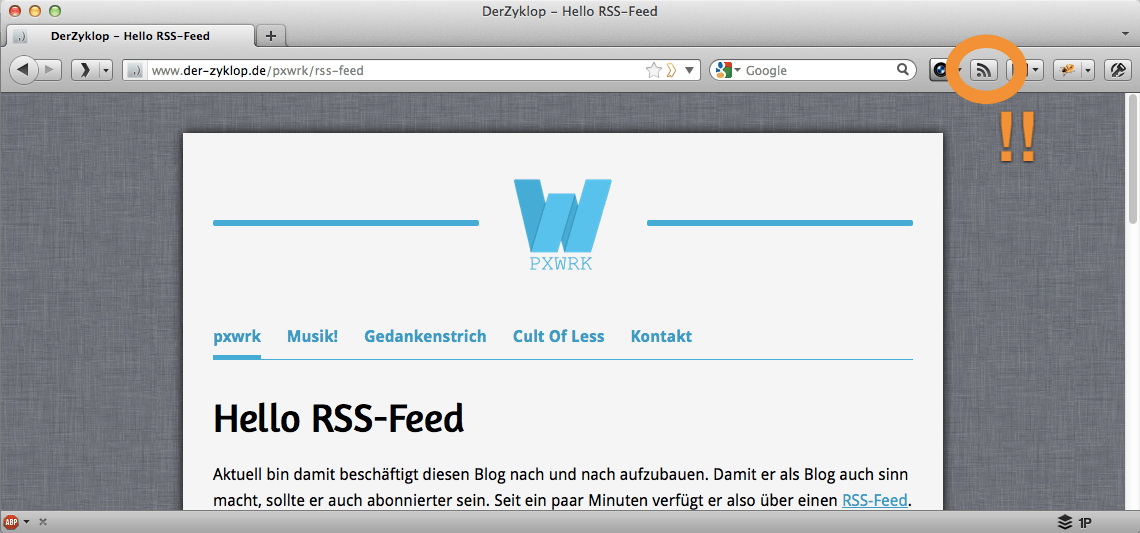 DerZyklop – Hello RSS-Feed
DerZyklop – Hello RSS-Feed
www.der-zyklop.de/pxwrk/rss-feed
Google
!!
PXWRK
pxwrk Musik! Gedankenstrich Cult Of Less Kontakt
Hello RSS-Feed
Aktuell bin damit beschäftigt diesen Blog nach und nach aufzubauen. Damit er als Blog auch sinn
macht, sollte er auch abonnierter sein. Seit ein paar Minuten verfügt er also über einen RSS-Feed.
ABP
1P